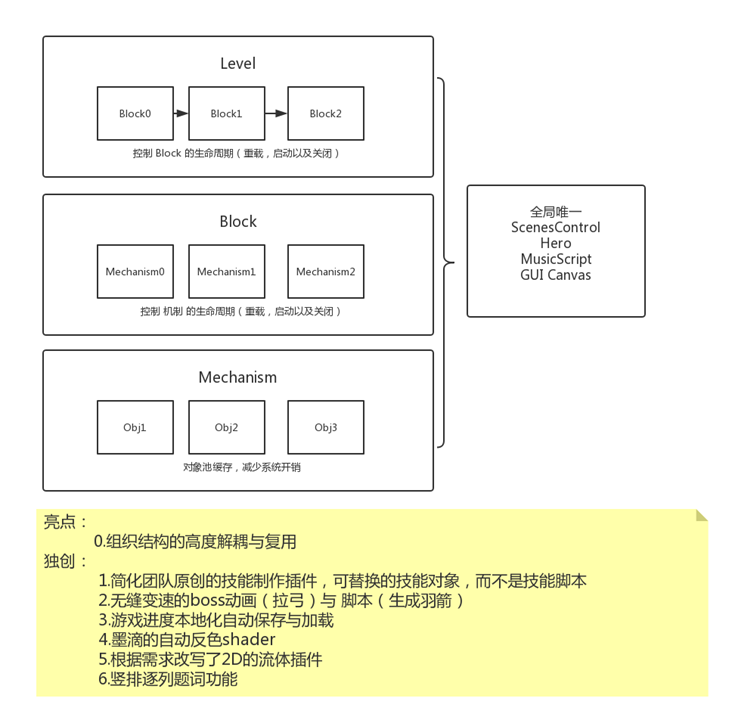 Level
Block0
Block1
Block2
控制 Block 的生命周期（重载，启动以及关闭）
Block
Mechanism0
Mechanism1
Mechanism2
控制 机制 的生命周期（重载，启动以及关闭）
Mechanism
Obj1
Obj2
Obj3
对象池缓存，减少系统开销
全局唯一
ScenesControl
Hero
MusicScript
GUI Canvas
亮点：
0.组织结构的高度解耦与复用
独创：
1.简化团队原创的技能制作插件，可替换的技能对象，而不是技能脚本
2.无缝变速的boss动画（拉弓）与 脚本（生成羽箭）
3.游戏进度本地化自动保存与加载
4.墨滴的自动反色shader
5.根据需求改写了2D的流体插件
6.竖排逐列题词功能